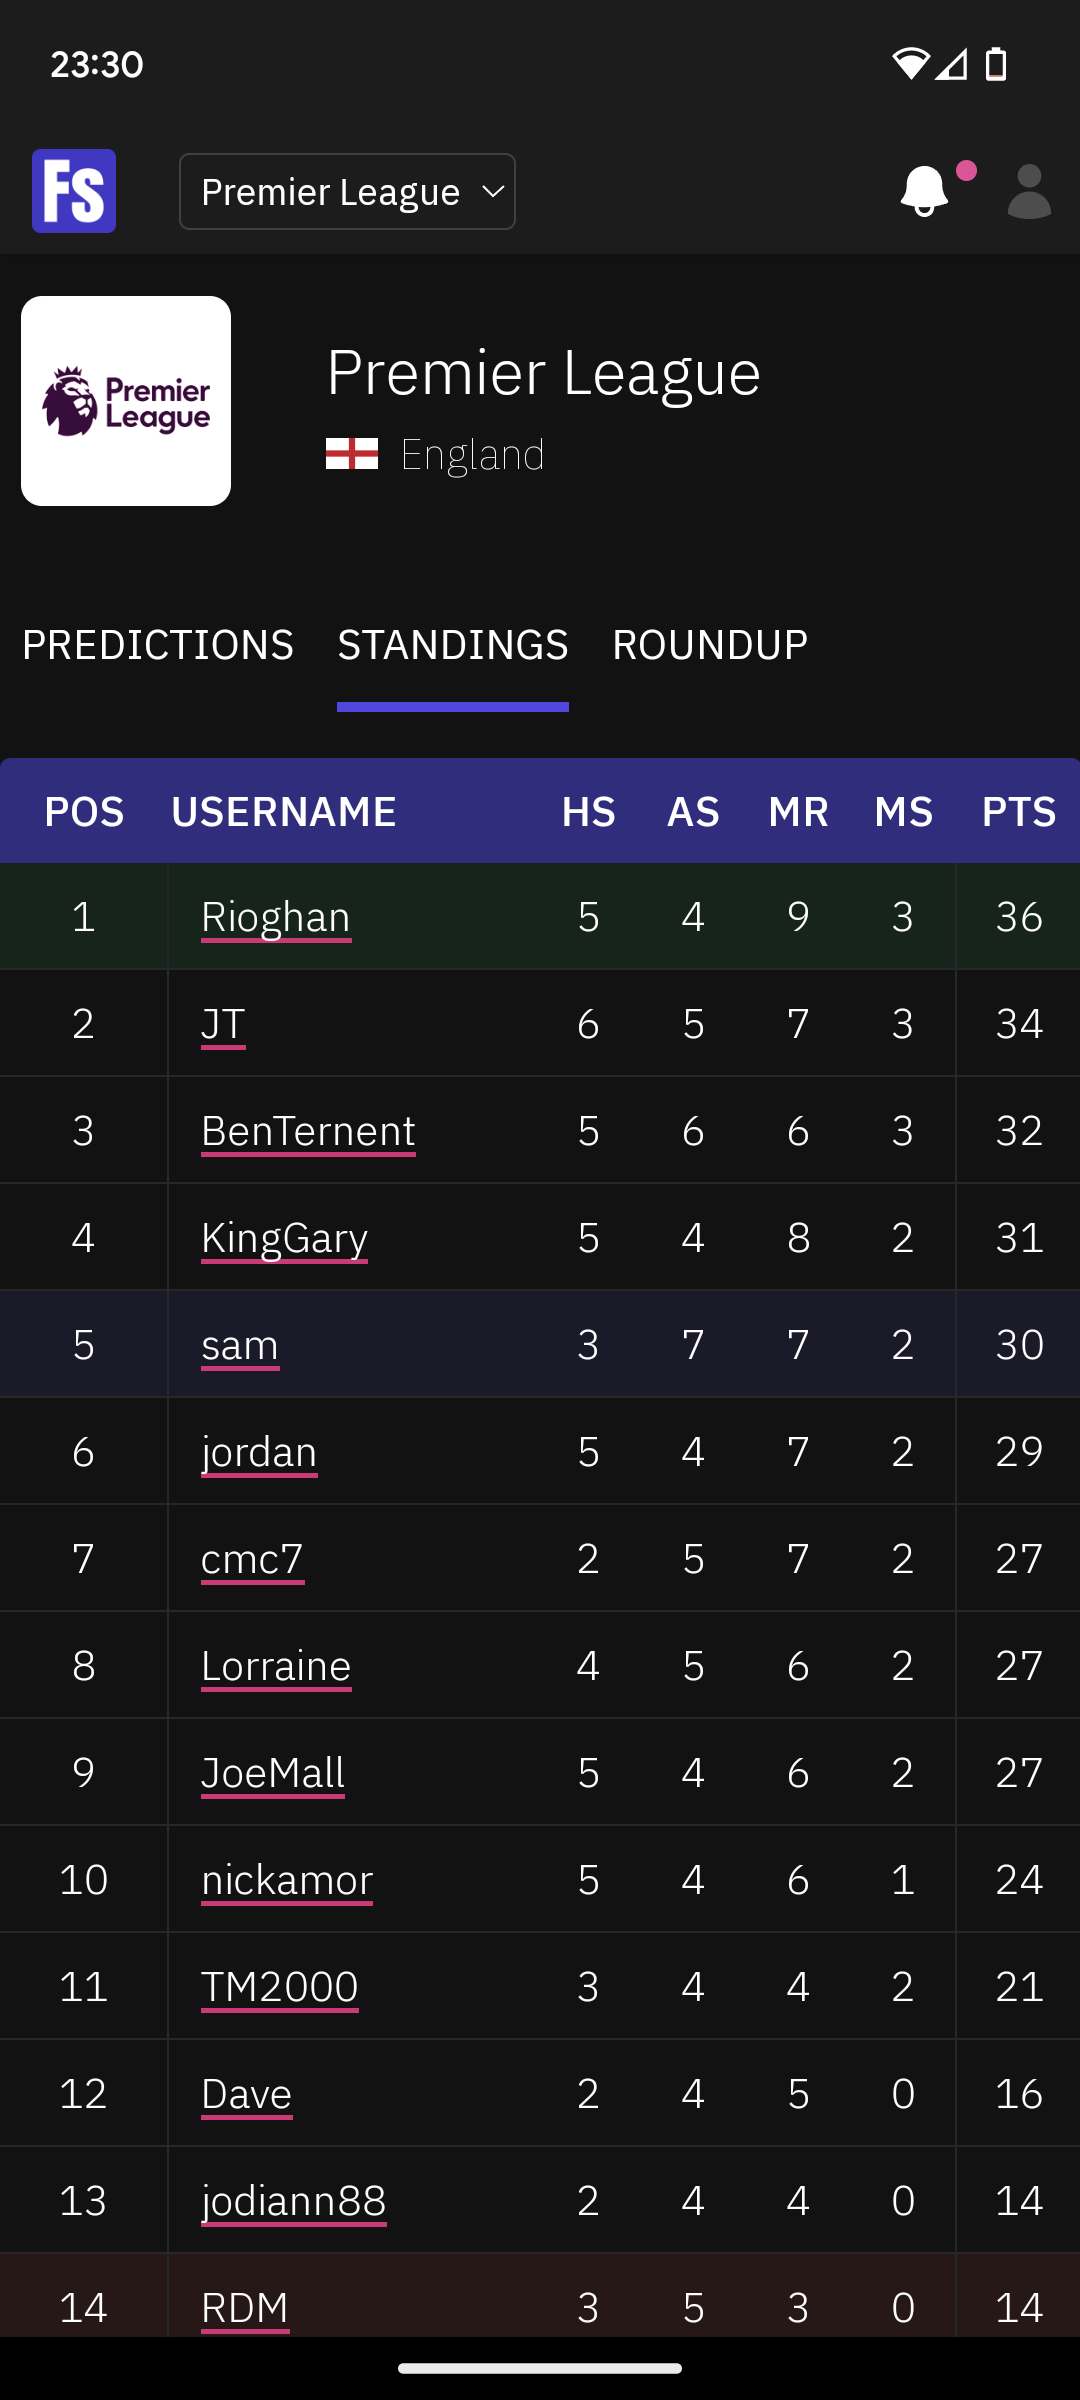 23:30
Fs Premier League
Premier
League
Premier League
England
PREDICTIONS STANDINGS ROUNDUP
POS USERNAME HS AS MR MS PTS
1 Rioghan 5 4 9 3 36
2 JT 6 5 7 3 34
3 BenTernent 5 6 6 3 32
4 KingGary 5 4 8 2 31
5 sam 3 7 7 2 30
6 jordan 5 4 7 2 29
7 cmc7 2 5 7 2 27
8 Lorraine 4 5 6 2 27
9 JoeMall 5 4 6 2 27
10 nickamor 5 4 6 1 24
11 TM2000 3 4 4 2 21
12 Dave 2 4 5 0 16
13 jodiann88 2 4 4 0 14
14 RDM 3 5 3 0 14